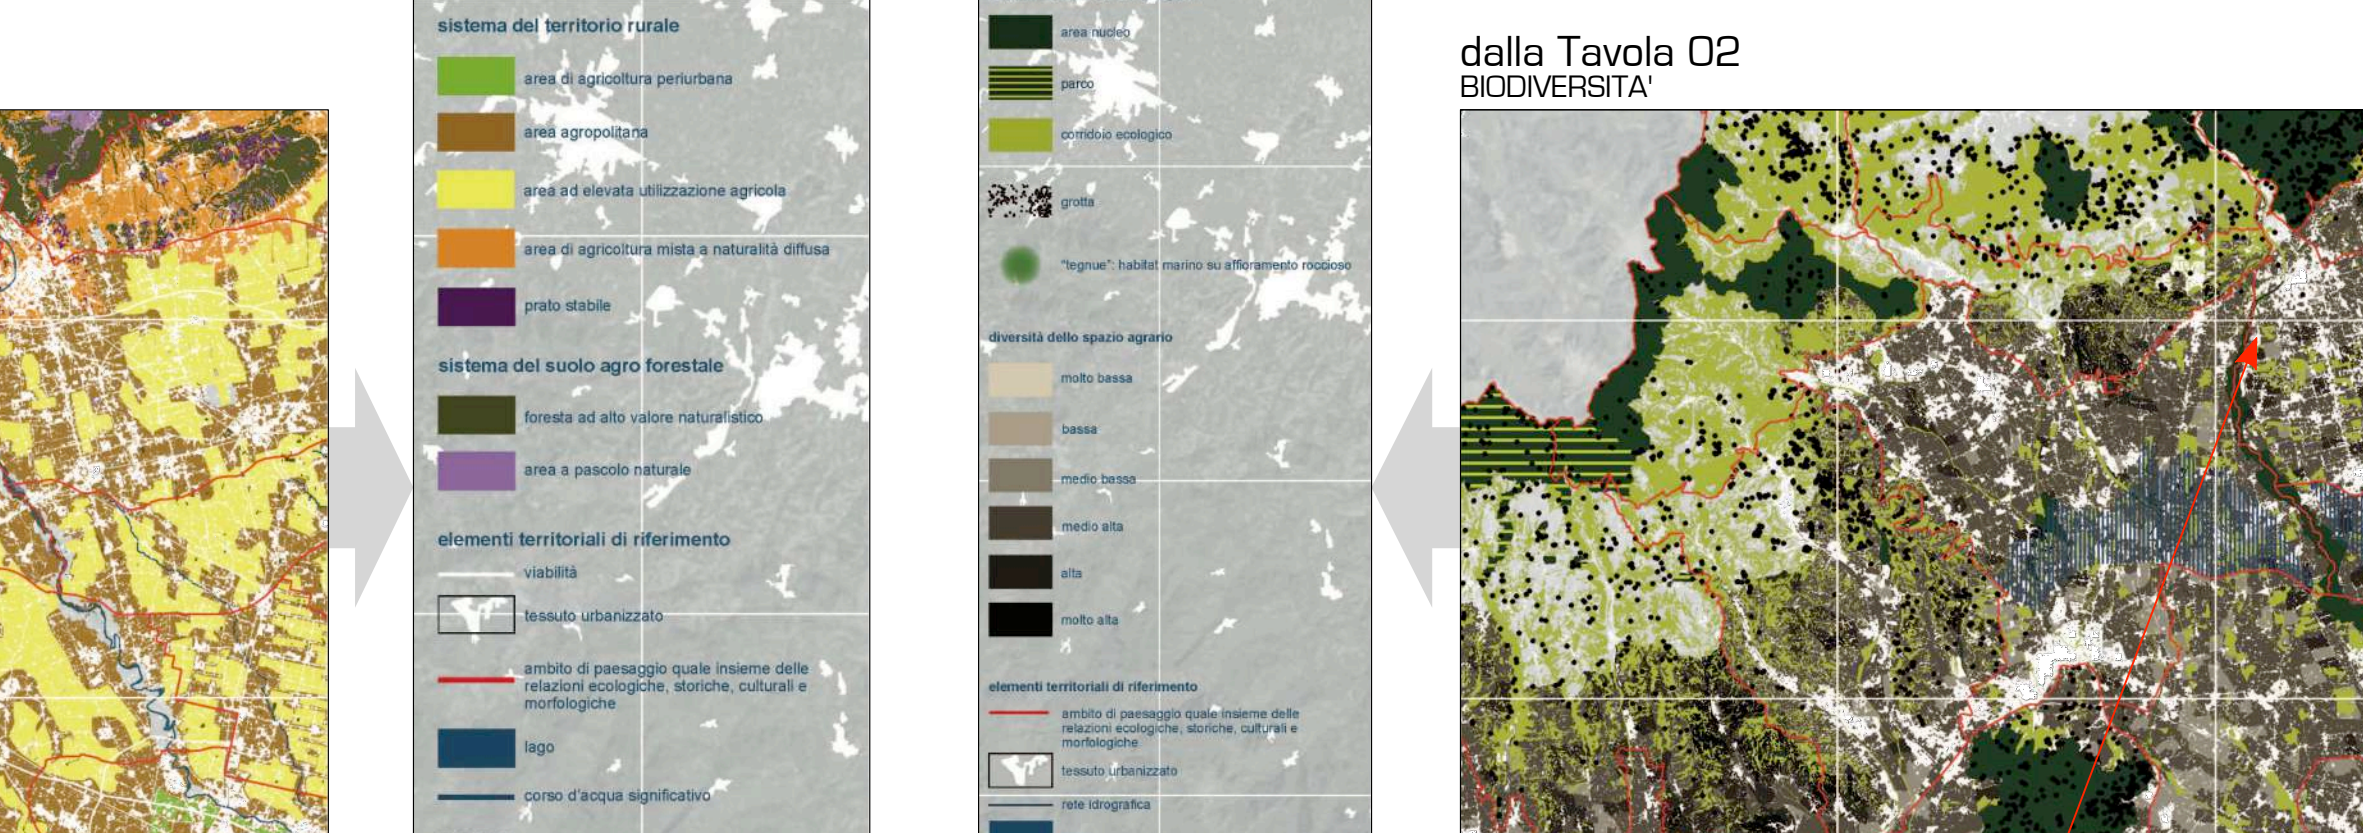 sistema del territorio rurale
area di agricoltura periurbana
area agropolitana
area ad elevata utilizzazione agricola
area di agricoltura mista a naturalità diffusa
prato stabile
sistema del suolo agro forestale
foresta ad alto valore naturalistico
area a pascolo naturale
elementi territoriali di riferimento
viabilità
tessuto urbanizzato
ambito di paesaggio quale insieme delle
relazioni ecologiche, storiche, culturali e
morfologiche
lago
corso d'acqua significativo
area nucleo
parco
corridoio ecologico
grotta
"tegnue": habitat marino su affioramento roccioso
diversità dello spazio agrario
molto bassa
bassa
medio bassa
medio alta
alta
molto alta
elementi territoriali di riferimento
ambito di paesaggio quale insieme delle
relazioni ecologiche, storiche, culturali e
morfologiche
tessuto urbanizzato
rete idrografica
dalla Tavola 02
BIODIVERSITA'